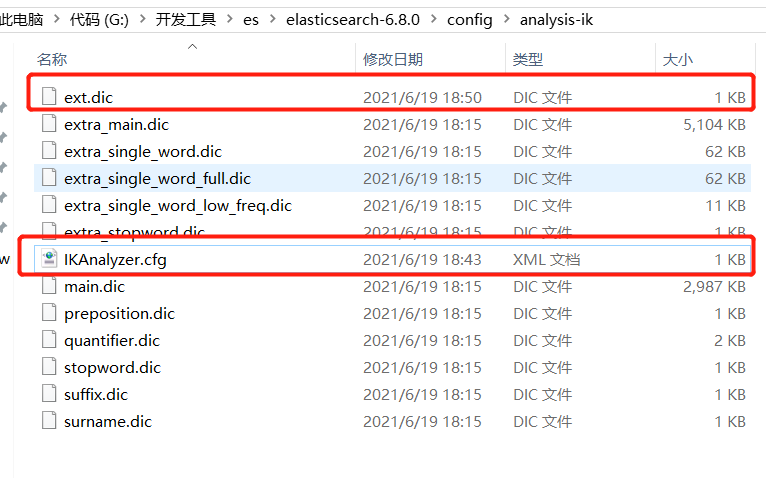 此电脑 > 代码 (G:) > 开发工具 > es > elasticsearch-6.8.0 > config > analysis-ik
名称 修改日期 类型 大小
ext.dic 2021/6/19 18:50 DIC 文件 1 KB
extra_main.dic 2021/6/19 18:15 DIC 文件 5,104 KB
extra_single_word.dic 2021/6/19 18:15 DIC 文件 62 KB
extra_single_word_full.dic 2021/6/19 18:15 DIC 文件 62 KB
extra_single_word_low_freq.dic 2021/6/19 18:15 DIC 文件 11 KB
extra_stopword.dic 2021/6/19 18:15 DIC 文件 1 KB
w IKAnalyzer.cfg 2021/6/19 18:43 XML 文档 1 KB
main.dic 2021/6/19 18:15 DIC 文件 2,987 KB
preposition.dic 2021/6/19 18:15 DIC 文件 1 KB
quantifier.dic 2021/6/19 18:15 DIC 文件 2 KB
stopword.dic 2021/6/19 18:15 DIC 文件 1 KB
suffix.dic 2021/6/19 18:15 DIC 文件 1 KB
surname.dic 2021/6/19 18:15 DIC 文件 1 KB